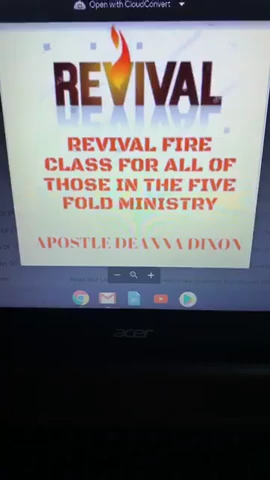 Open with CloudConvert
REVIVAL
REVIVAL FIRE
CLASS FOR ALL OF
THOSE IN THE FIVE
FOLD MINISTRY
APOSTLE DEANNA DIXON
acer